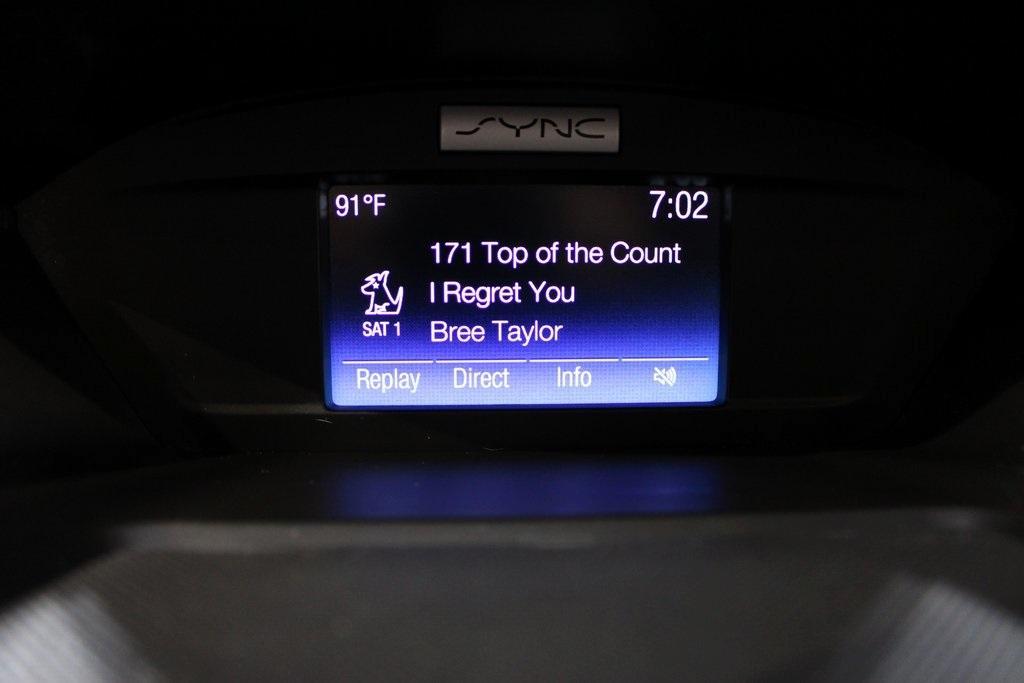 SYNC
91°F 7:02
171 Top of the Count
I Regret You
SAT 1
Bree Taylor
Replay Direct Info